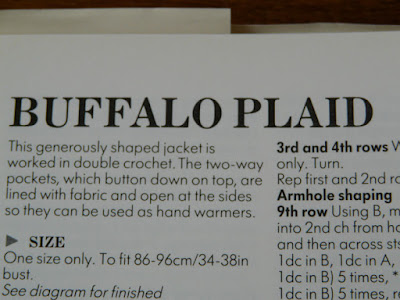 BUFFALO PLAID
This generously shaped jacket is
worked in double crochet. The two-way
pockets, which button down on top, are
lined with fabric and open at the sides
so they can be used as hand warmers.
▶ SIZE
One size only. To fit 86-96cm/34-38in
bust.
See diagram for finished
3rd and 4th rows W
only. Turn.
Rep first and 2nd ro
Armhole shaping
9th row Using B, m
into 2nd ch from ho
and then across sts
1dc in B, 1dc in A,
1dc in B) 5 times, *
1dc in B) 5 times, re